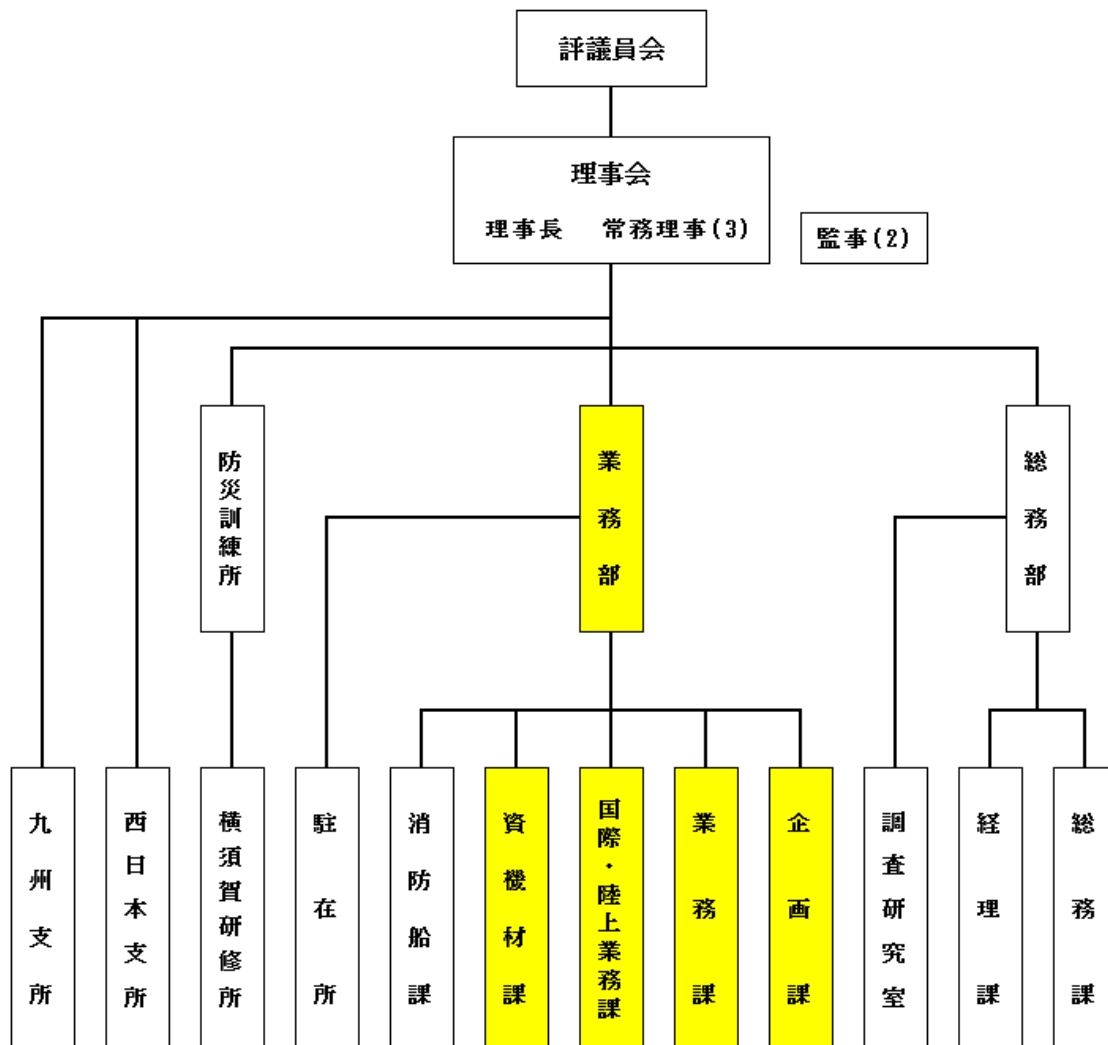 評議員会
理事会
理事長 常務理事(3)
監事(2)
防災訓練所
業務部
総務部
九州支所
西日本支所
横須賀研修所
駐在所
消防船課
資機材課
国際・陸上業務課
業務課
企画課
調査研究室
経理課
総務課